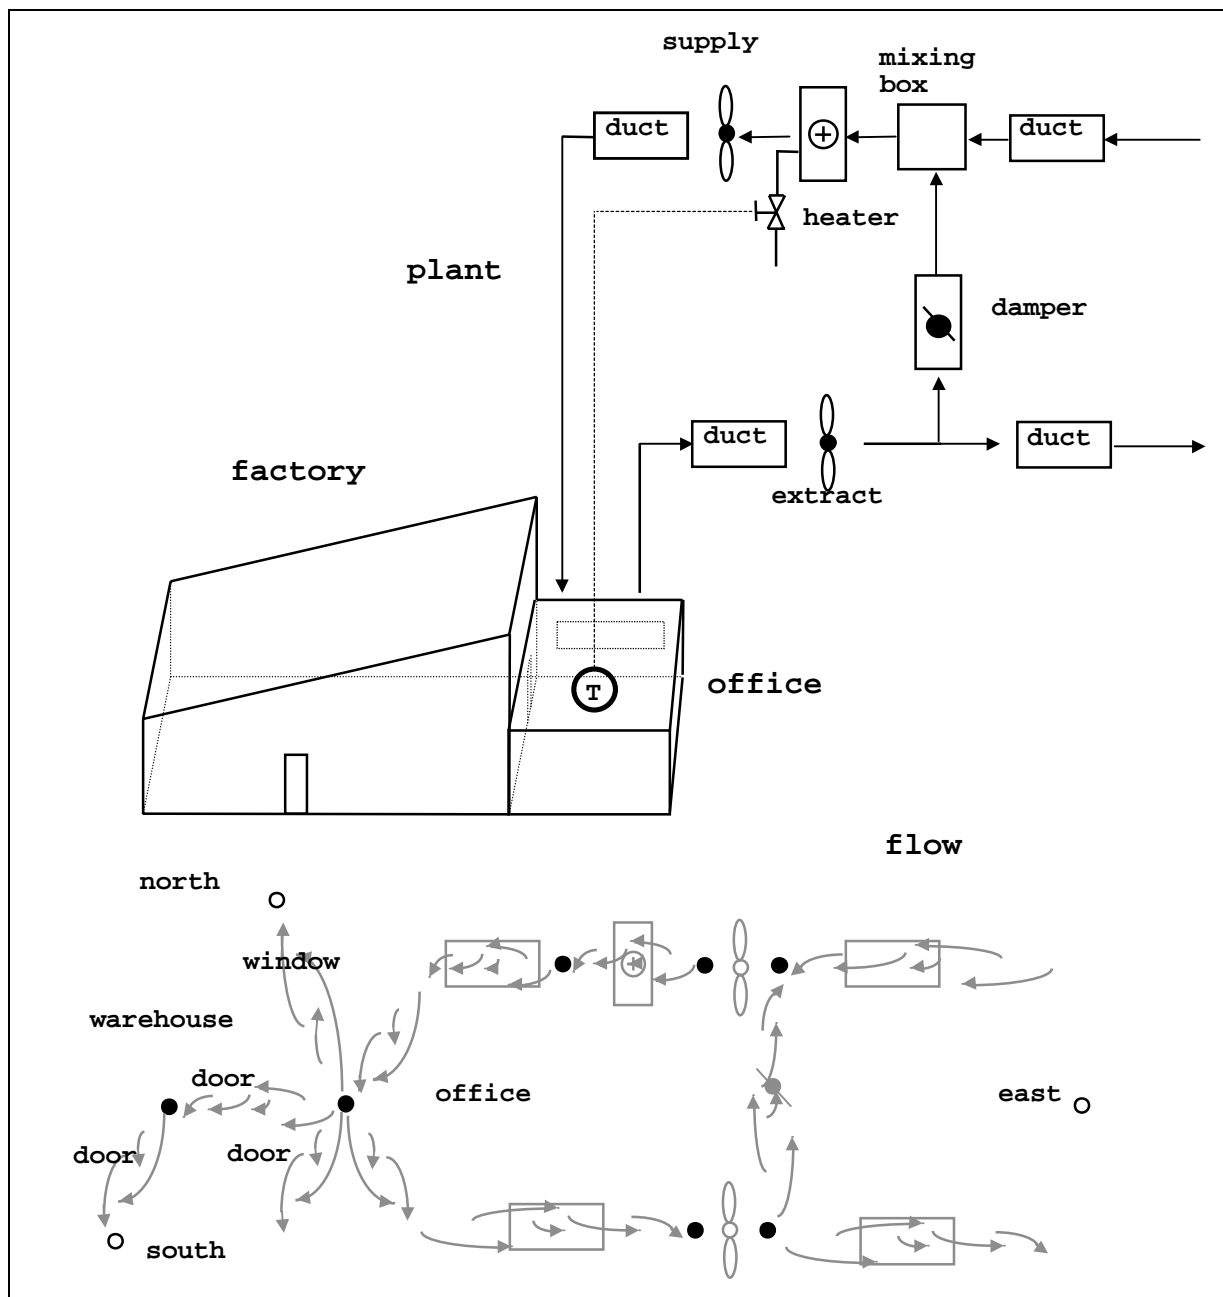 supply
mixing
box
duct
duct
heater
plant
damper
duct
duct
factory
extract
T
office
flow
north
window
warehouse
door
office
east
door
door
south